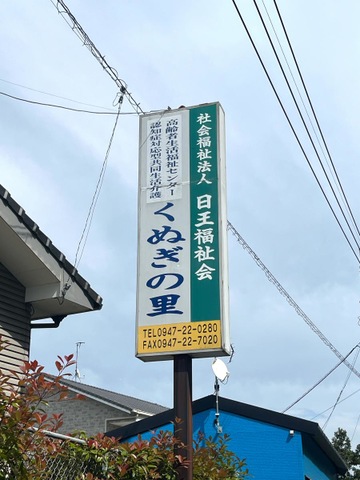 社会福祉法人 日王福祉会
高齢者生活福祉センター
認知症対応型共同生活介護
くぬぎの里
TEL0947-22-0280
FAX0947-22-7020